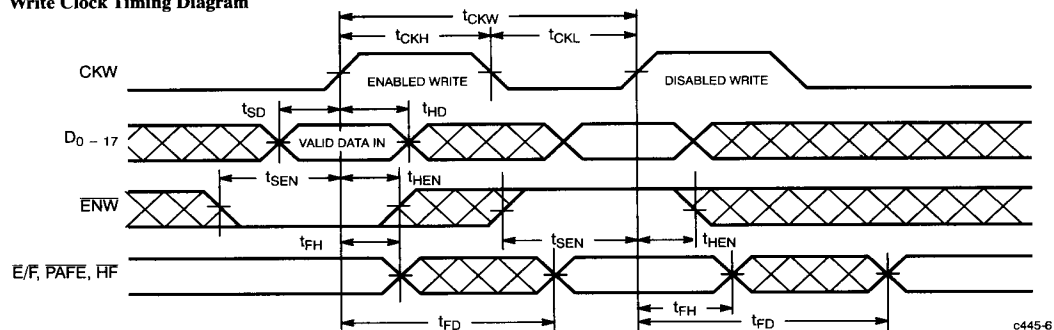 Write Clock Timing Diagram
tCKW
tCKH
tCKL
CKW
ENABLED WRITE
DISABLED WRITE
tSD
tHD
D0 – 17
VALID DATA IN
tSEN
tHEN
ENW
tFH
tSEN
tHEN
E/F, PAFE, HF
tFH
tFD
tFD
c445-6